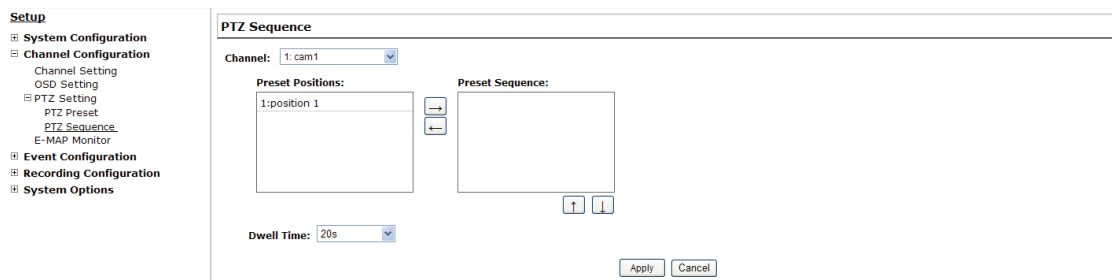 Setup
System Configuration
Channel Configuration
Channel Setting
OSD Setting
PTZ Setting
PTZ Preset
PTZ Sequence
E-MAP Monitor
Event Configuration
Recording Configuration
System Options
PTZ Sequence
Channel: 1: cam1
Preset Positions: Preset Sequence:
1:position 1
→
←
↑ ↓
Dwell Time: 20s
Apply Cancel